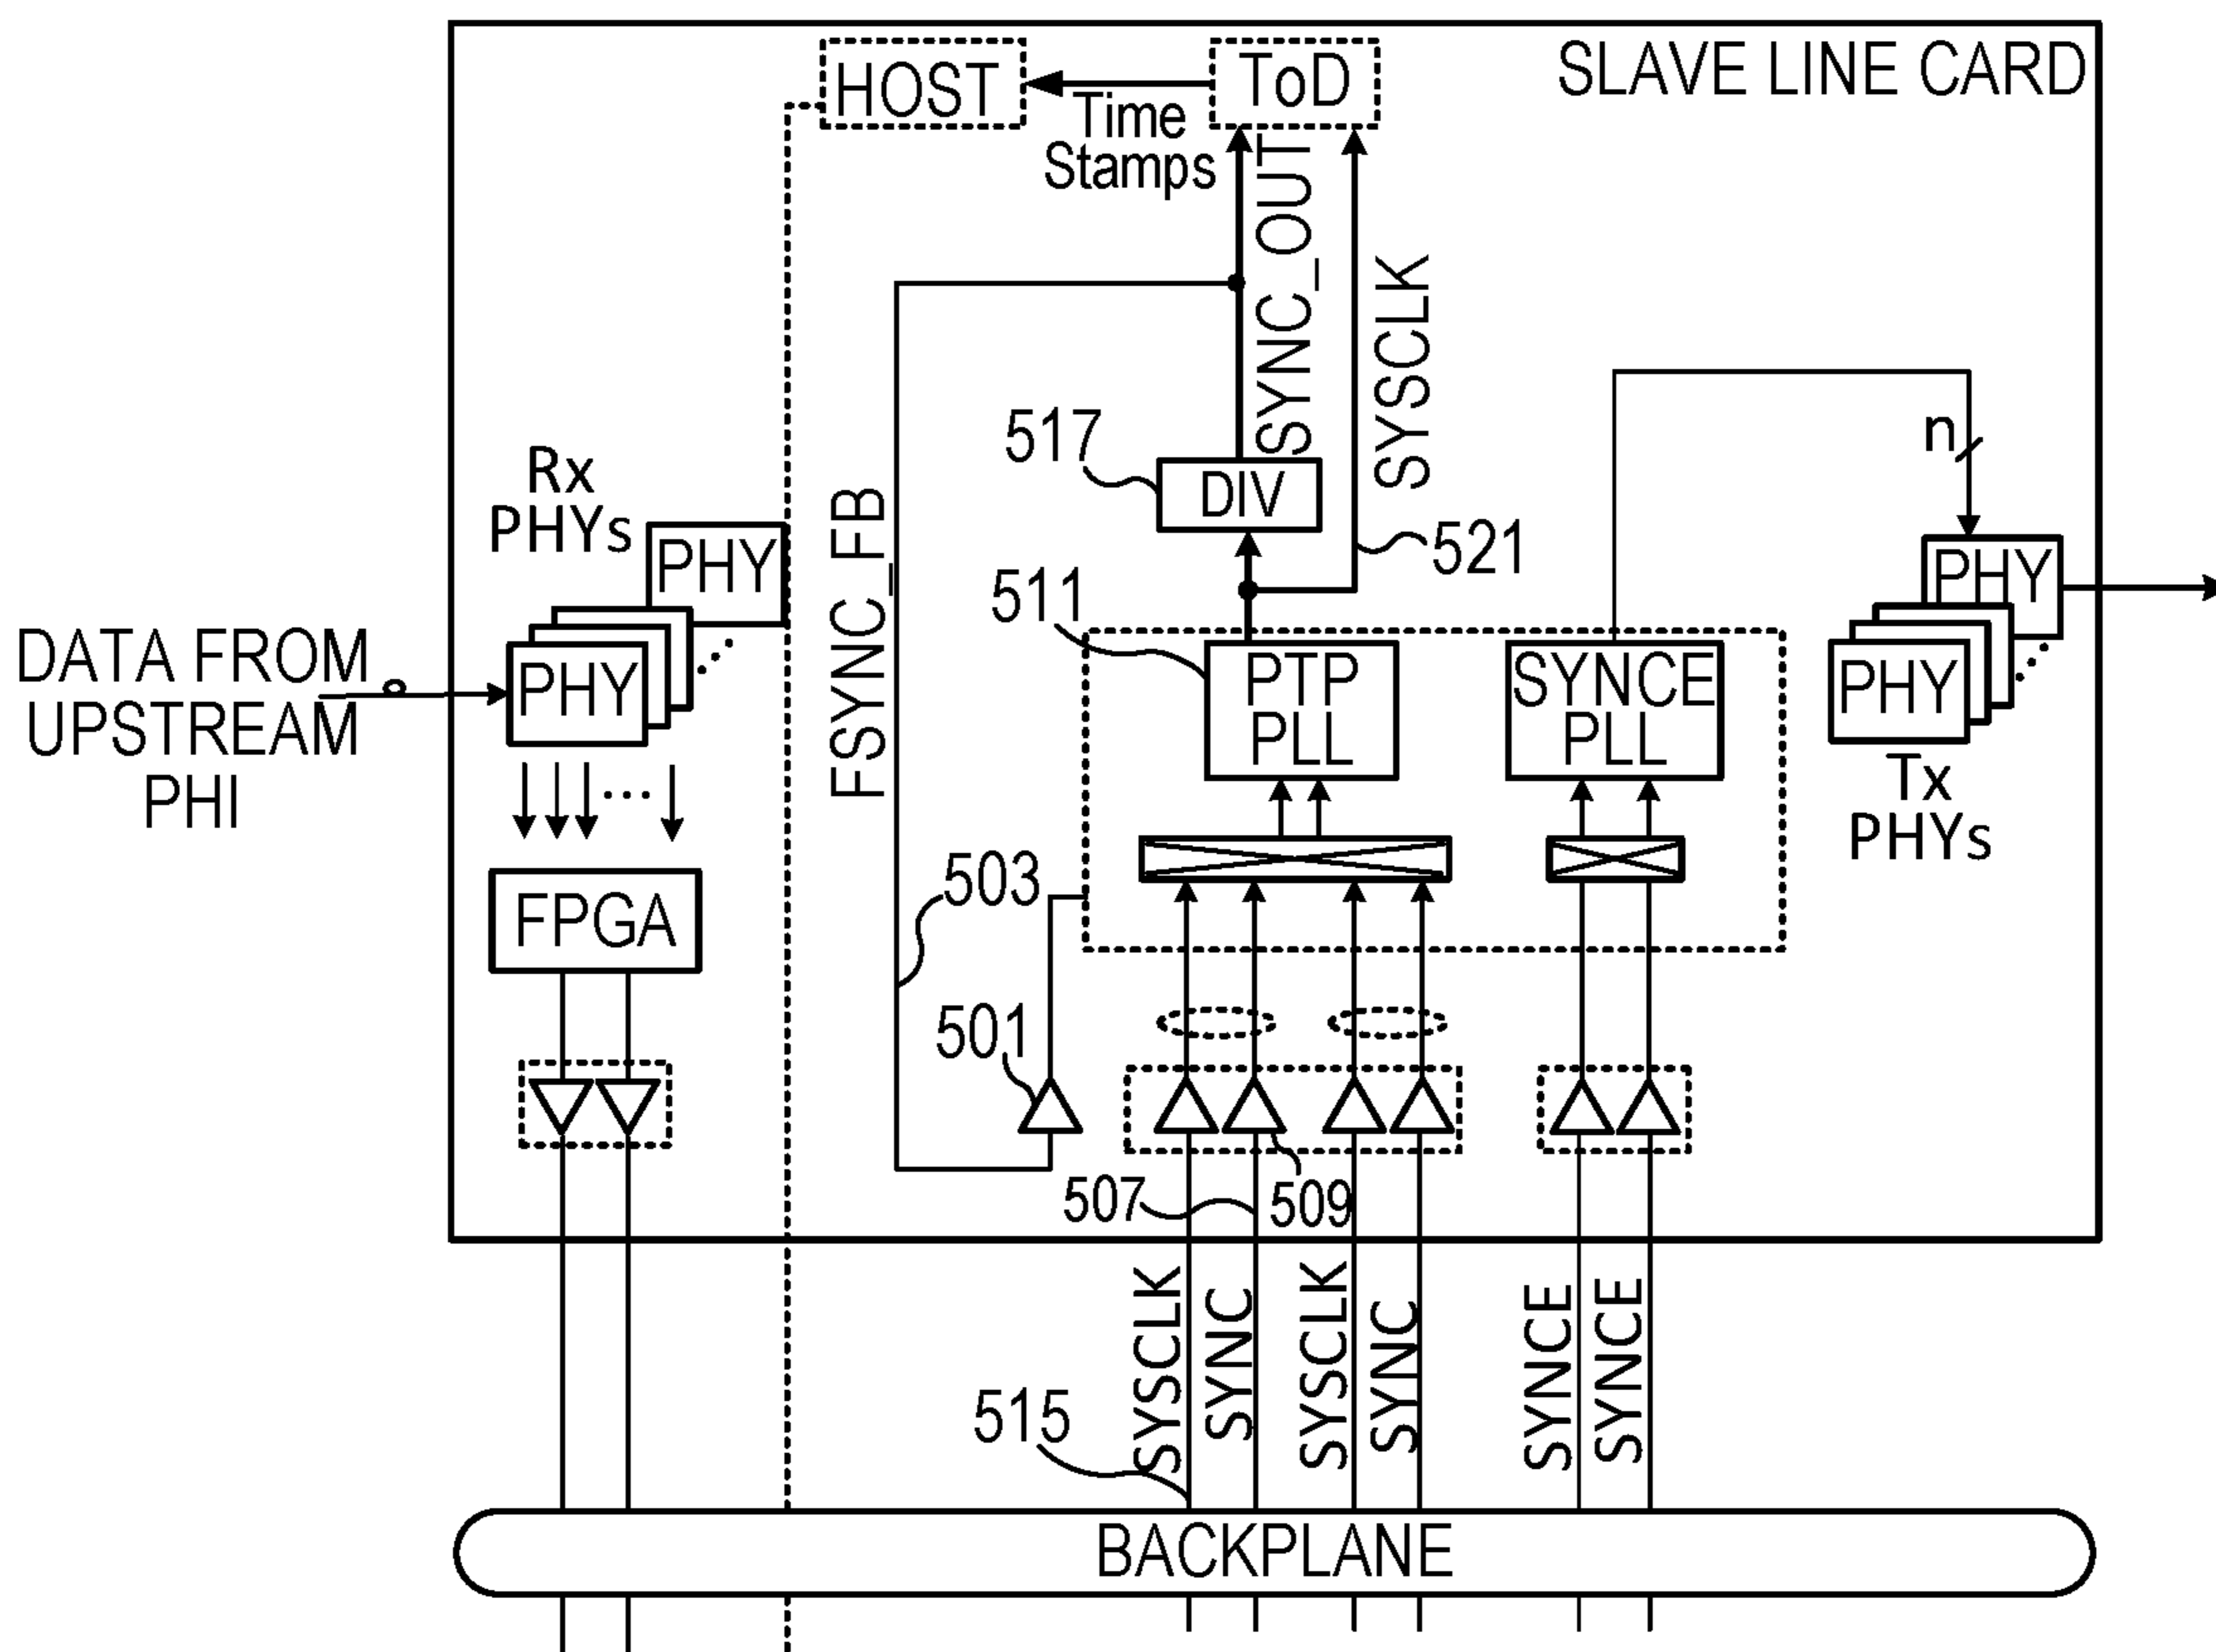 SLAVE LINE CARD
HOST
ToD
Time
Stamps
SYNC_OUT
SYSCLK
517
DIV
n
Rx
PHYs
PHY
FSYNC_FB
521
511
PHY
DATA FROM
UPSTREAM
PHI
PHY
PTP
PLL
SYNCE
PLL
PHY
Tx
PHYs
503
FPGA
501
507
509
SYSCLK
SYNC
SYSCLK
SYNC
SYNCE
SYNCE
515
BACKPLANE